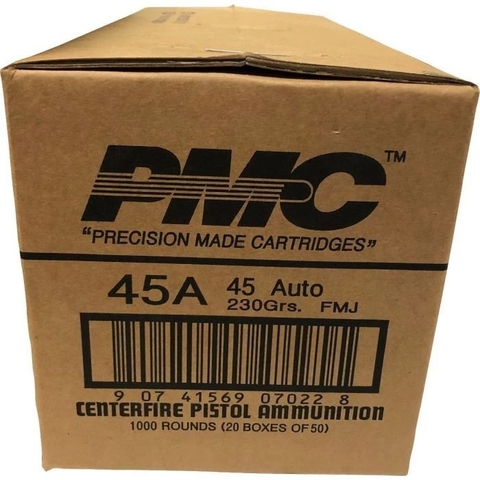 PMC™
"PRECISION MADE CARTRIDGES"
45A 45 Auto
230Grs. FMJ
9 07 41569 07022 8
CENTERFIRE PISTOL AMMUNITION
1000 ROUNDS (20 BOXES OF 50)